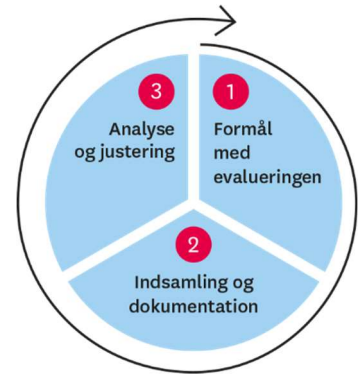 1
Formål
med
evalueringen
2
Indsamling og
dokumentation
3
Analyse
og justering